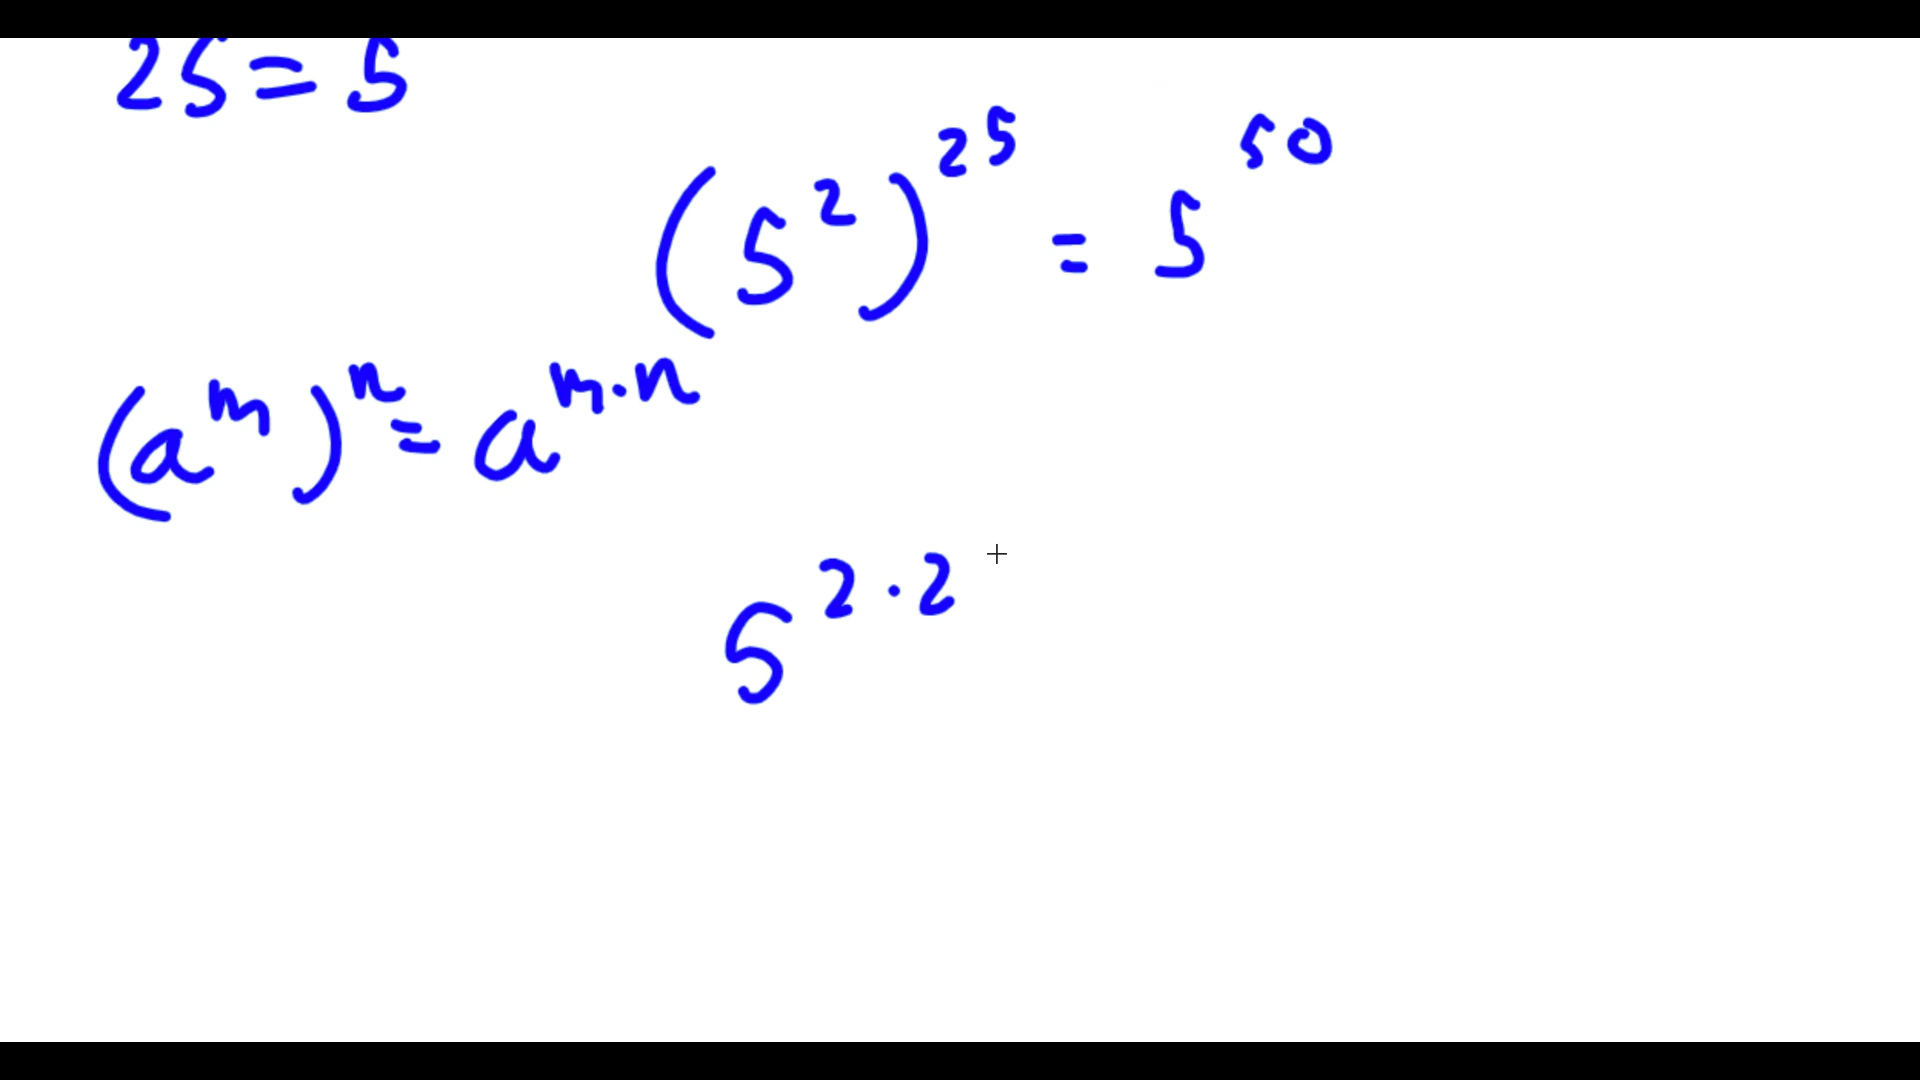 25=5
(5²)²⁵ = 5⁵⁰
(aᵐ)ⁿ=aᵐ·ⁿ
5²·²